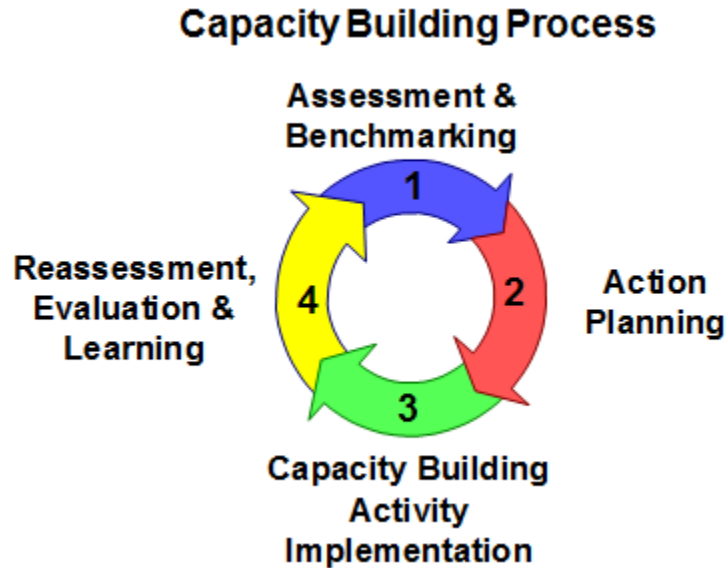 Capacity Building Process
Assessment &
Benchmarking
1
2
Action
Planning
3
Capacity Building
Activity
Implementation
4
Reassessment,
Evaluation &
Learning